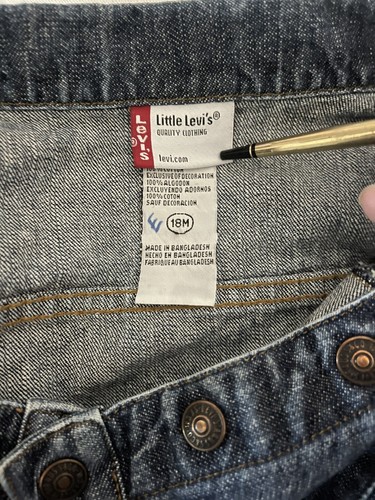 Levi's®
Little Levi's®
QUALITY CLOTHING
levi.com
EXCLUSIVE OF DECORATION
100% ALGODON
EXCLUYENDO ADORNOS
100% COTON
SAUF DECORACION
18M
MADE IN BANGLADESH
HECHO EN BANGLADESH
FABRIQUE AU BANGLADESH